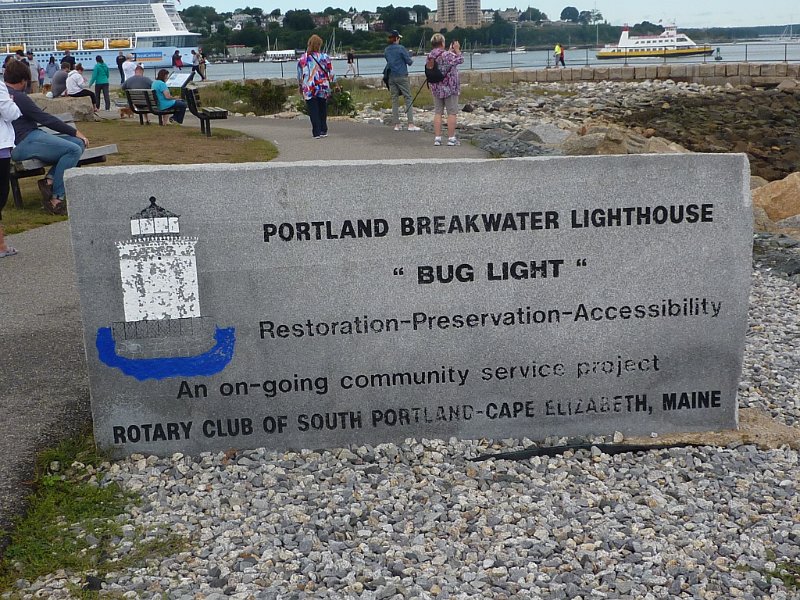 PORTLAND BREAKWATER LIGHTHOUSE
“ BUG LIGHT “
Restoration-Preservation-Accessibility
An on-going community service project
ROTARY CLUB OF SOUTH PORTLAND-CAPE ELIZABETH, MAINE